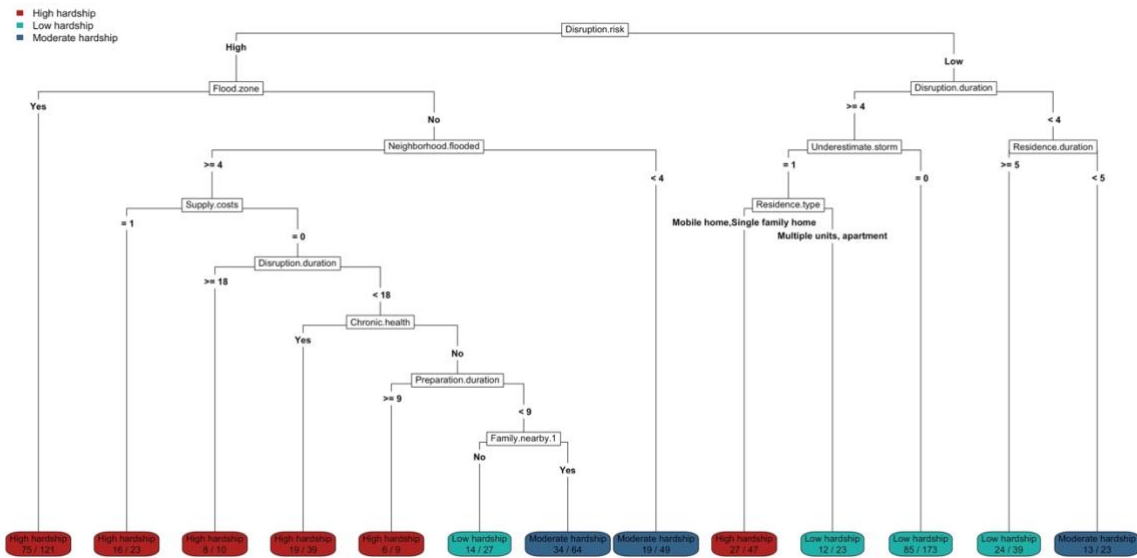 High hardship
Low hardship
Moderate hardship
Disruption.risk
High
Low
Flood.zone
Disruption.duration
Yes
No
>= 4
< 4
Neighborhood.flooded
Underestimate.storm
Residence.duration
>= 4
< 4
= 1
= 0
>= 5
< 5
Supply.costs
Residence.type
= 1
= 0
Mobile home,Single family home
Multiple units, apartment
Disruption.duration
>= 18
< 18
Chronic.health
Yes
No
Preparation.duration
>= 9
< 9
Family.nearby.1
No
Yes
High hardship
75 / 121
High hardship
16 / 23
High hardship
8 / 10
High hardship
19 / 39
High hardship
6 / 9
Low hardship
14 / 27
Moderate hardship
34 / 64
Moderate hardship
19 / 49
High hardship
27 / 47
Low hardship
12 / 23
Low hardship
85 / 173
Low hardship
24 / 39
Moderate hardship
13 / 23